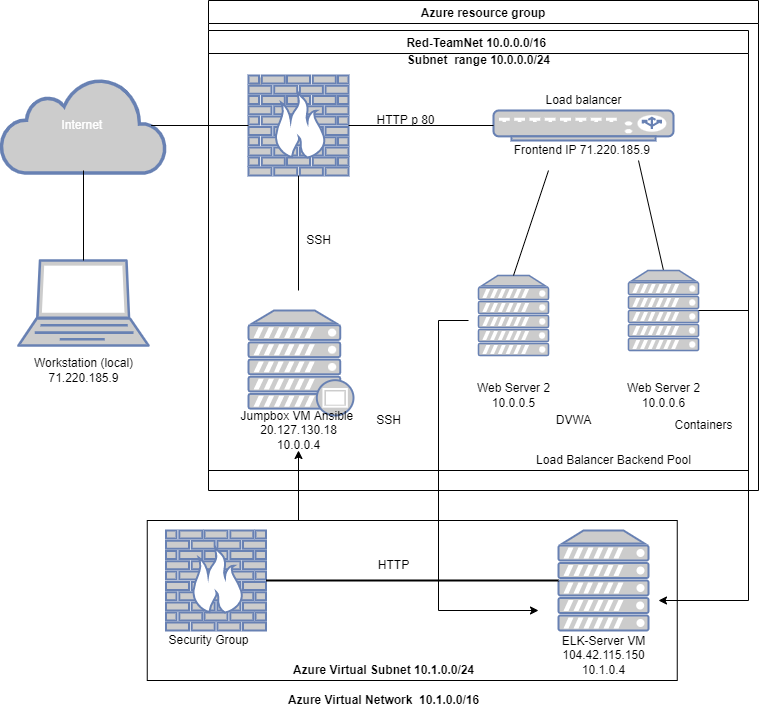 Azure resource group
Red-TeamNet 10.0.0.0/16
Subnet range 10.0.0.0/24
Internet
HTTP p 80
Load balancer
Frontend IP 71.220.185.9
SSH
Workstation (local)
71.220.185.9
Jumpbox VM Ansible
20.127.130.18
10.0.0.4
SSH
Web Server 2
10.0.0.5
DVWA
Web Server 2
10.0.0.6
Containers
Load Balancer Backend Pool
HTTP
Security Group
ELK-Server VM
104.42.115.150
10.1.0.4
Azure Virtual Subnet 10.1.0.0/24
Azure Virtual Network 10.1.0.0/16